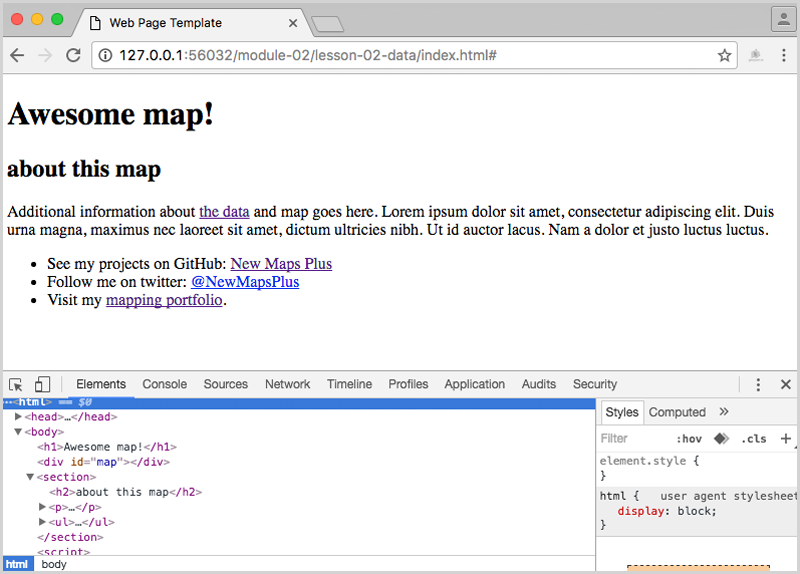 Web Page Template
127.0.0.1:56032/module-02/lesson-02-data/index.html#
Awesome map!
about this map
Additional information about the data and map goes here. Lorem ipsum dolor sit amet, consectetur adipiscing elit. Duis
urna magna, maximus nec laoreet sit amet, dictum ultricies nibh. Ut id auctor lacus. Nam a dolor et justo luctus luctus.
• See my projects on GitHub: New Maps Plus
• Follow me on twitter: @NewMapsPlus
• Visit my mapping portfolio.
Elements Console Sources Network Timeline Profiles Application Audits Security
<html> == $0
<head>…</head>
<body>
<h1>Awesome map!</h1>
<div id="map"></div>
<section>
<h2>about this map</h2>
<p>…</p>
<ul>…</ul>
</section>
<script>
html body
Styles Computed »
Filter :hov .cls +
element.style {
}
html { user agent stylesheet
display: block;
}